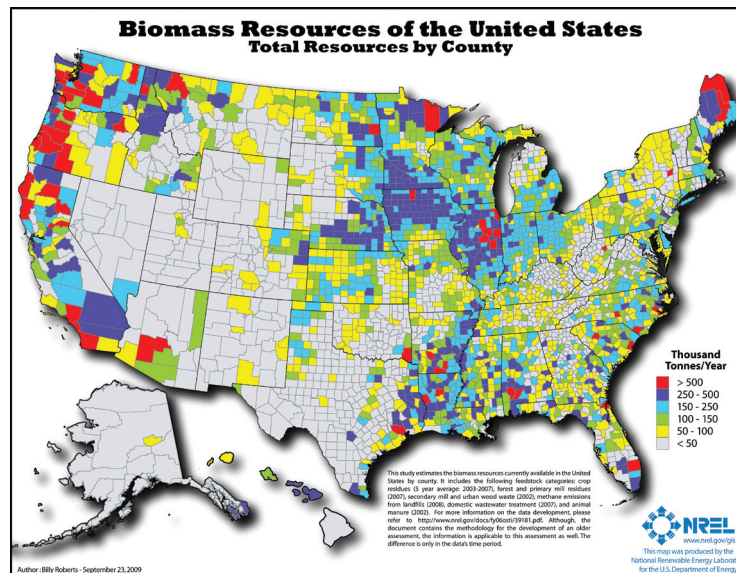 Biomass Resources of the United States
Total Resources by County
Thousand
Tonnes/Year
> 500
250 - 500
150 - 250
100 - 150
50 - 100
< 50
This study estimates the biomass resources currently available in the United
States by county. It includes the following feedstock categories: crop
residues (5 year average: 2003-2007), forest and primary mill residues
(2007), secondary mill and urban wood waste (2002), methane emissions
from landfills (2008), domestic wastewater treatment (2007), and animal
manure (2002). For more information on the data development, please
refer to http://www.nrel.gov/docs/fy06osti/39181.pdf. Although, the
document contains the methodology for the development of an older
assessment, the information is applicable to this assessment as well. The
difference is only in the data's time period.
NREL
www.nrel.gov/gis
This map was produced by the
National Renewable Energy Laborat
for the U.S. Department of Energy
Author : Billy Roberts - September 23, 2009